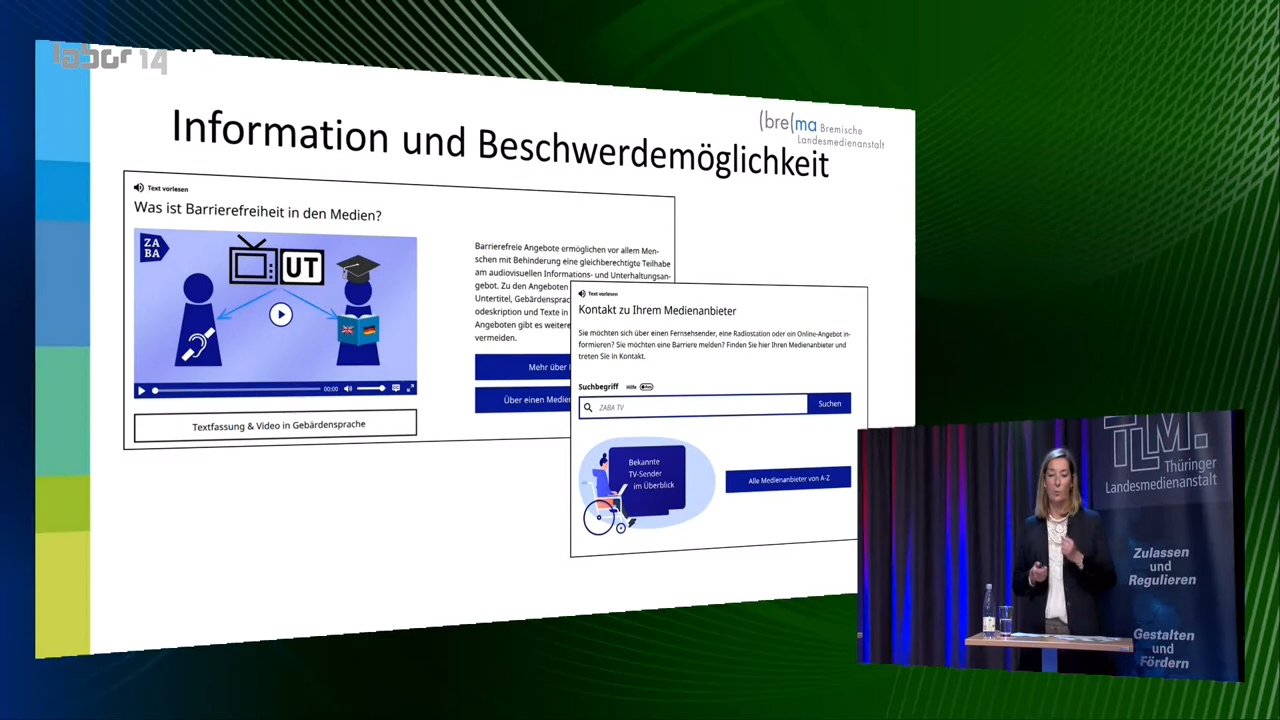 labor 14
Information und Beschwerdemöglichkeit
(bre(ma Bremische
Landesmedienanstalt
Text vorlesen
Was ist Barrierefreiheit in den Medien?
ZA
BA
UT
00:00
Textfassung & Video in Gebärdensprache
Barrierefreie Angebote ermöglichen vor allem Men-
schen mit Behinderung eine gleichberechtigte Teilhabe
am audiovisuellen Informations- und Unterhaltungsan-
gebot. Zu den Angeboten
Untertitel, Gebärdensprac
odeskription und Texte in
Angeboten gibt es weitere
vermeiden.
Mehr über
Über einen Medien
Text vorlesen
Kontakt zu Ihrem Medienanbieter
Sie möchten sich über einen Fernsehsender, eine Radiostation oder ein Online-Angebot in-
formieren? Sie möchten eine Barriere melden? Finden Sie hier Ihren Medienanbieter und
treten Sie in Kontakt.
Suchbegriff Hilfe
ZABA TV
Suchen
Bekannte
TV-Sender
im Überblick
Alle Medienanbieter von A-Z
TLM.
Thüringer
Landesmedienanstalt
Zulassen
und
Regulieren
Gestalten
und
Fördern